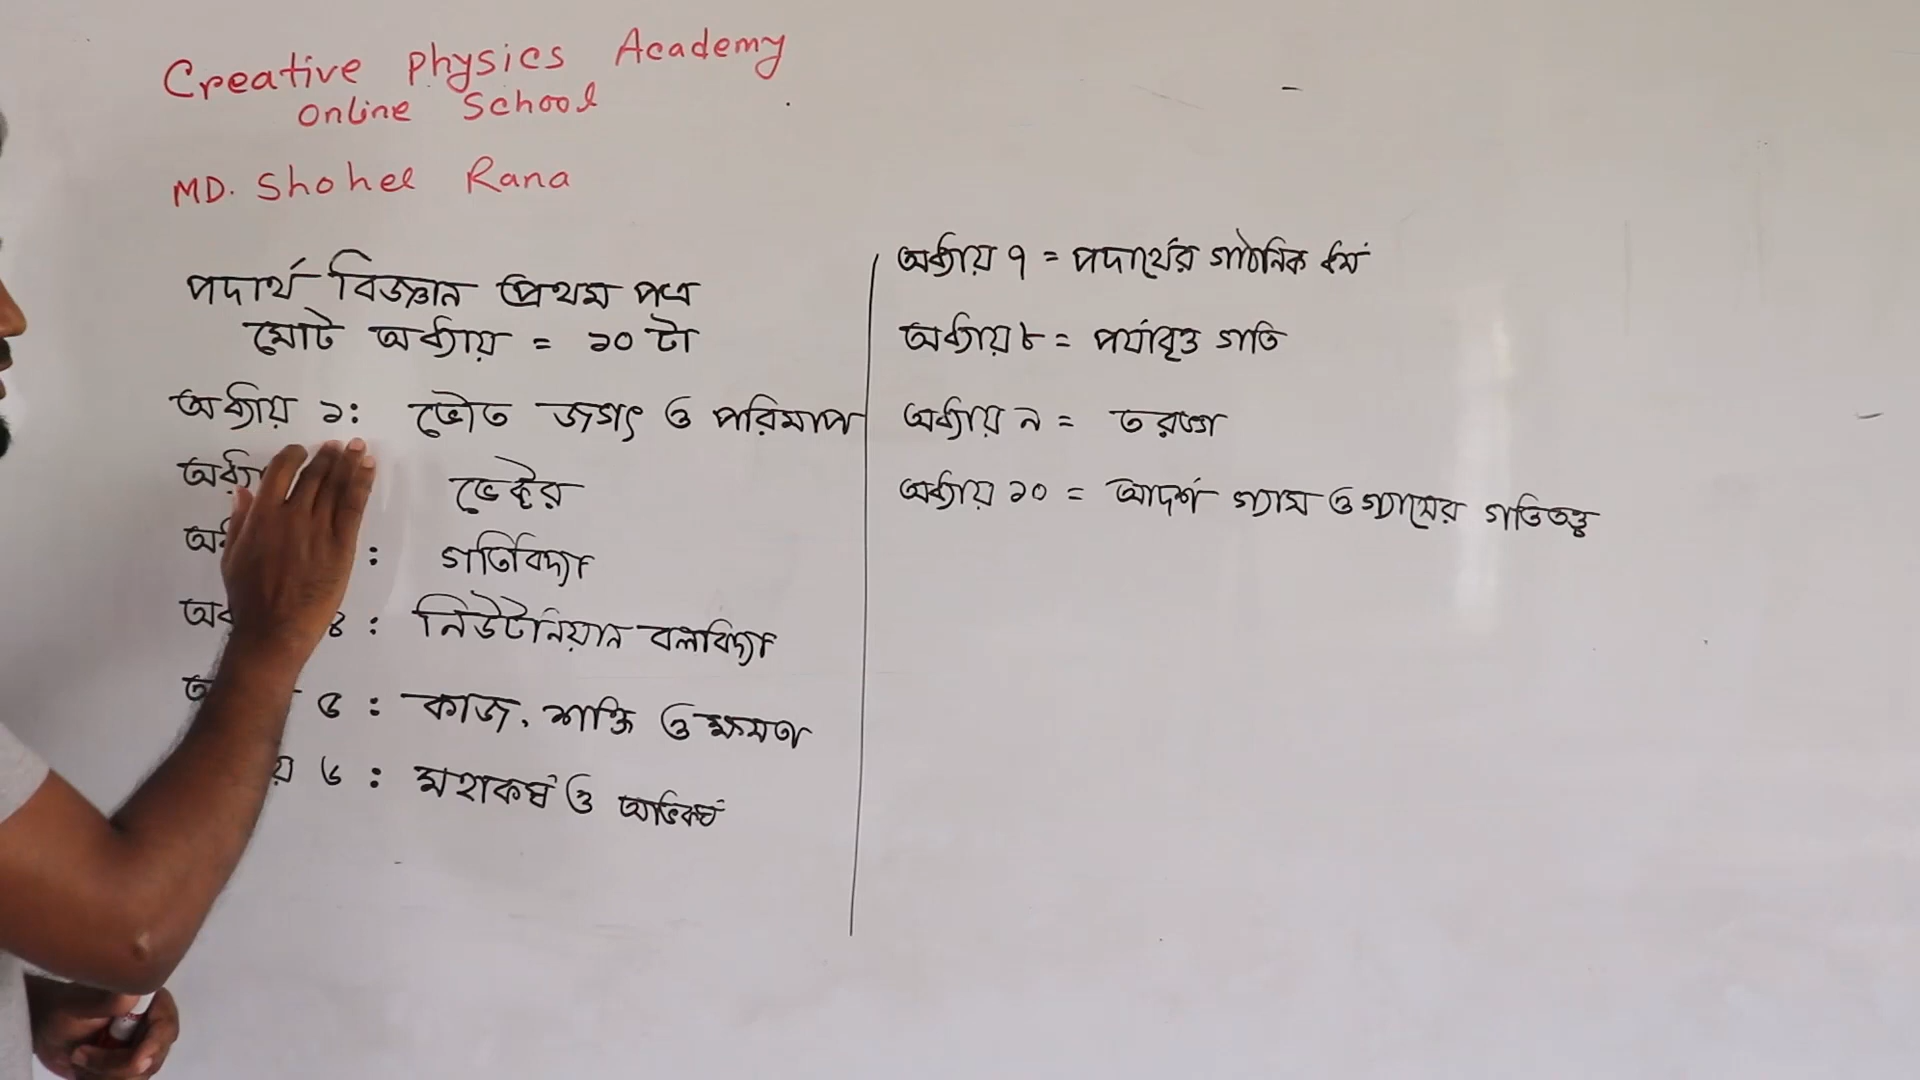 Creative Physics Academy
Online School
MD. Shohel Rana
পদার্থ বিজ্ঞান প্রথম পত্র
মোট অধ্যায় = ১০ টা
অধ্যায় ১: ভৌত জগৎ ও পরিমাপ
ভেক্টর
: গতিবিদ্যা
৪ : নিউটনিয়ান বলবিদ্যা
৫ : কাজ, শক্তি ও ক্ষমতা
৬ : মহাকর্ষ ও অভিকর্ষ
অধ্যায় ৭ = পদার্থের গাঠনিক ধর্ম
অধ্যায় ৮ = পর্যাবৃত্ত গতি
অধ্যায় ৯ = তরঙ্গ
অধ্যায় ১০ = আদর্শ গ্যাস ও গ্যাসের গতিতত্ত্ব